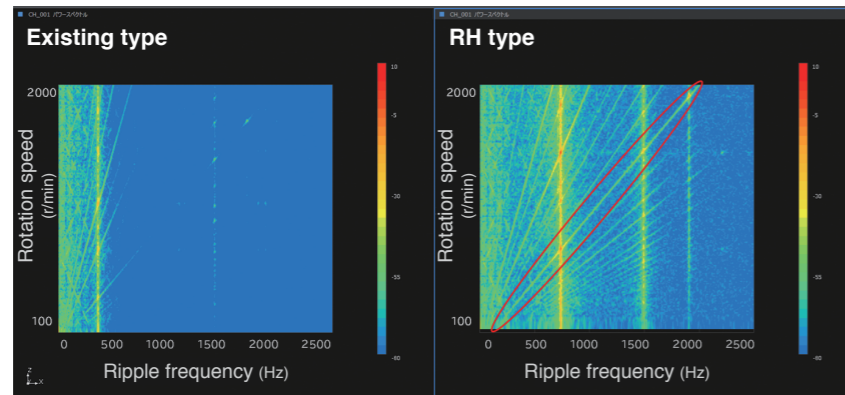 CH_001 パワースペクトル
Existing type
2000
100
Rotation speed
(r/min)
0 500 1000 1500 2000 2500
Ripple frequency (Hz)
10
-5
-30
-55
-80
z
x
CH_001 パワースペクトル
RH type
2000
100
Rotation speed
(r/min)
0 500 1000 1500 2000 2500
Ripple frequency (Hz)
10
-5
-30
-55
-80